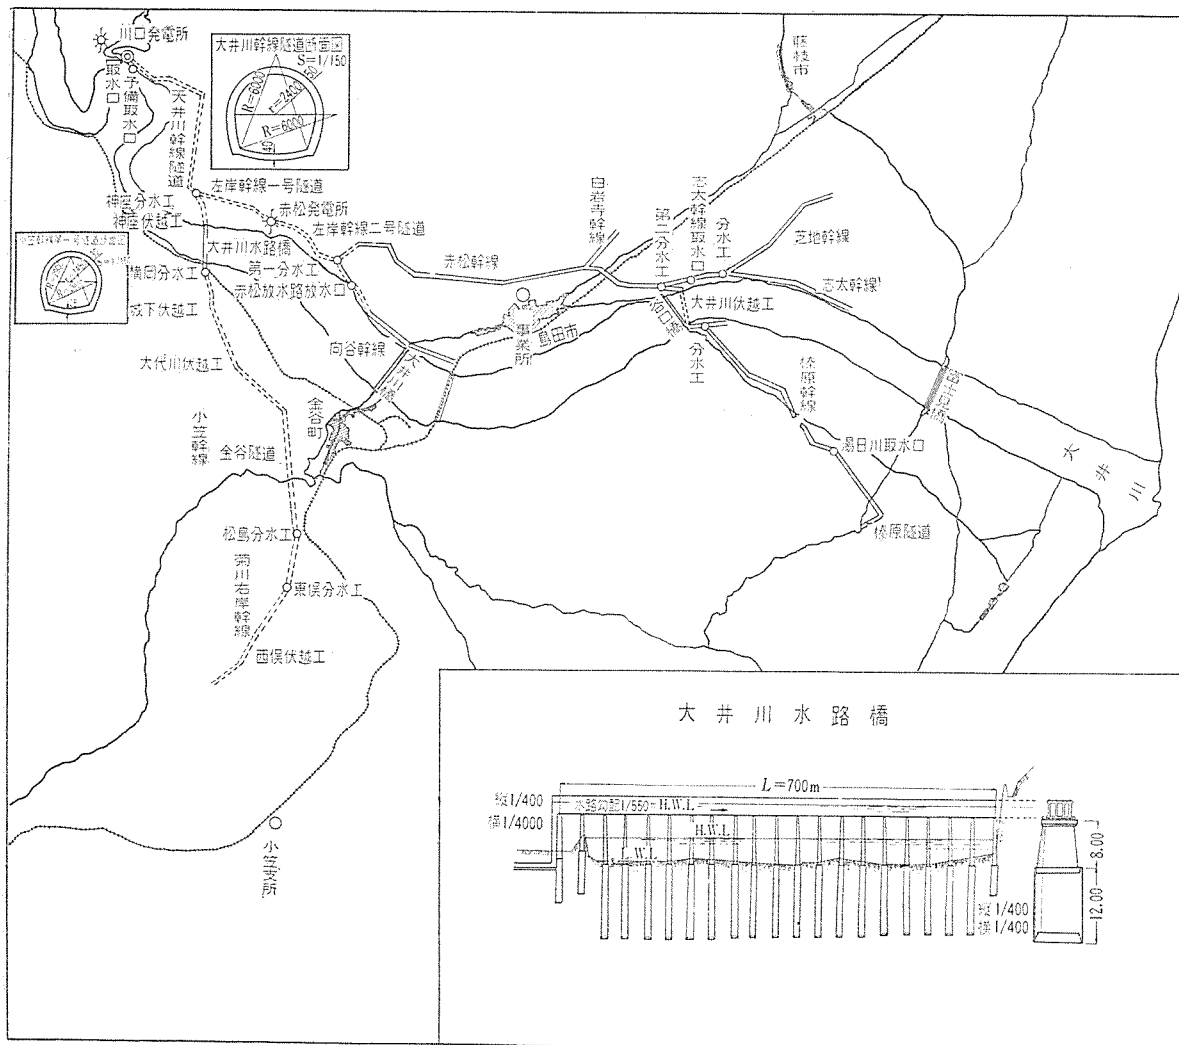 川口発電所
取水口
予備取水口
大井川幹線隧道
大井川幹線隧道断面図
S=1/150
R=6000
r=2400
R=6000
50
40
藤枝市
左岸幹線一号隧道
神座分水工
神座伏越工
赤松発電所
左岸幹線二号隧道
大井川水路橋
横岡分水工
第一分水工
赤松放水路放水口
城下伏越工
大代川伏越工
向谷幹線
大井川橋
赤松幹線
白岩寺幹線
第二分水工
志太幹線取水口
分水工
芝地幹線
志太幹線
大井川伏越工
谷口橋
分水工
島田市
事業所
榛原幹線
湯日川取水口
榛原隧道
大井川
金谷町
小笠幹線
金谷隧道
松島分水工
菊川右岸幹線
東俣分水工
西俣伏越工
小笠支所
大井川水路橋
L=700m
縦1/400
横1/4000
水路勾配1/550
H.W.L
H.W.L
W.L
8.00
12.00
縦1/400
横1/400